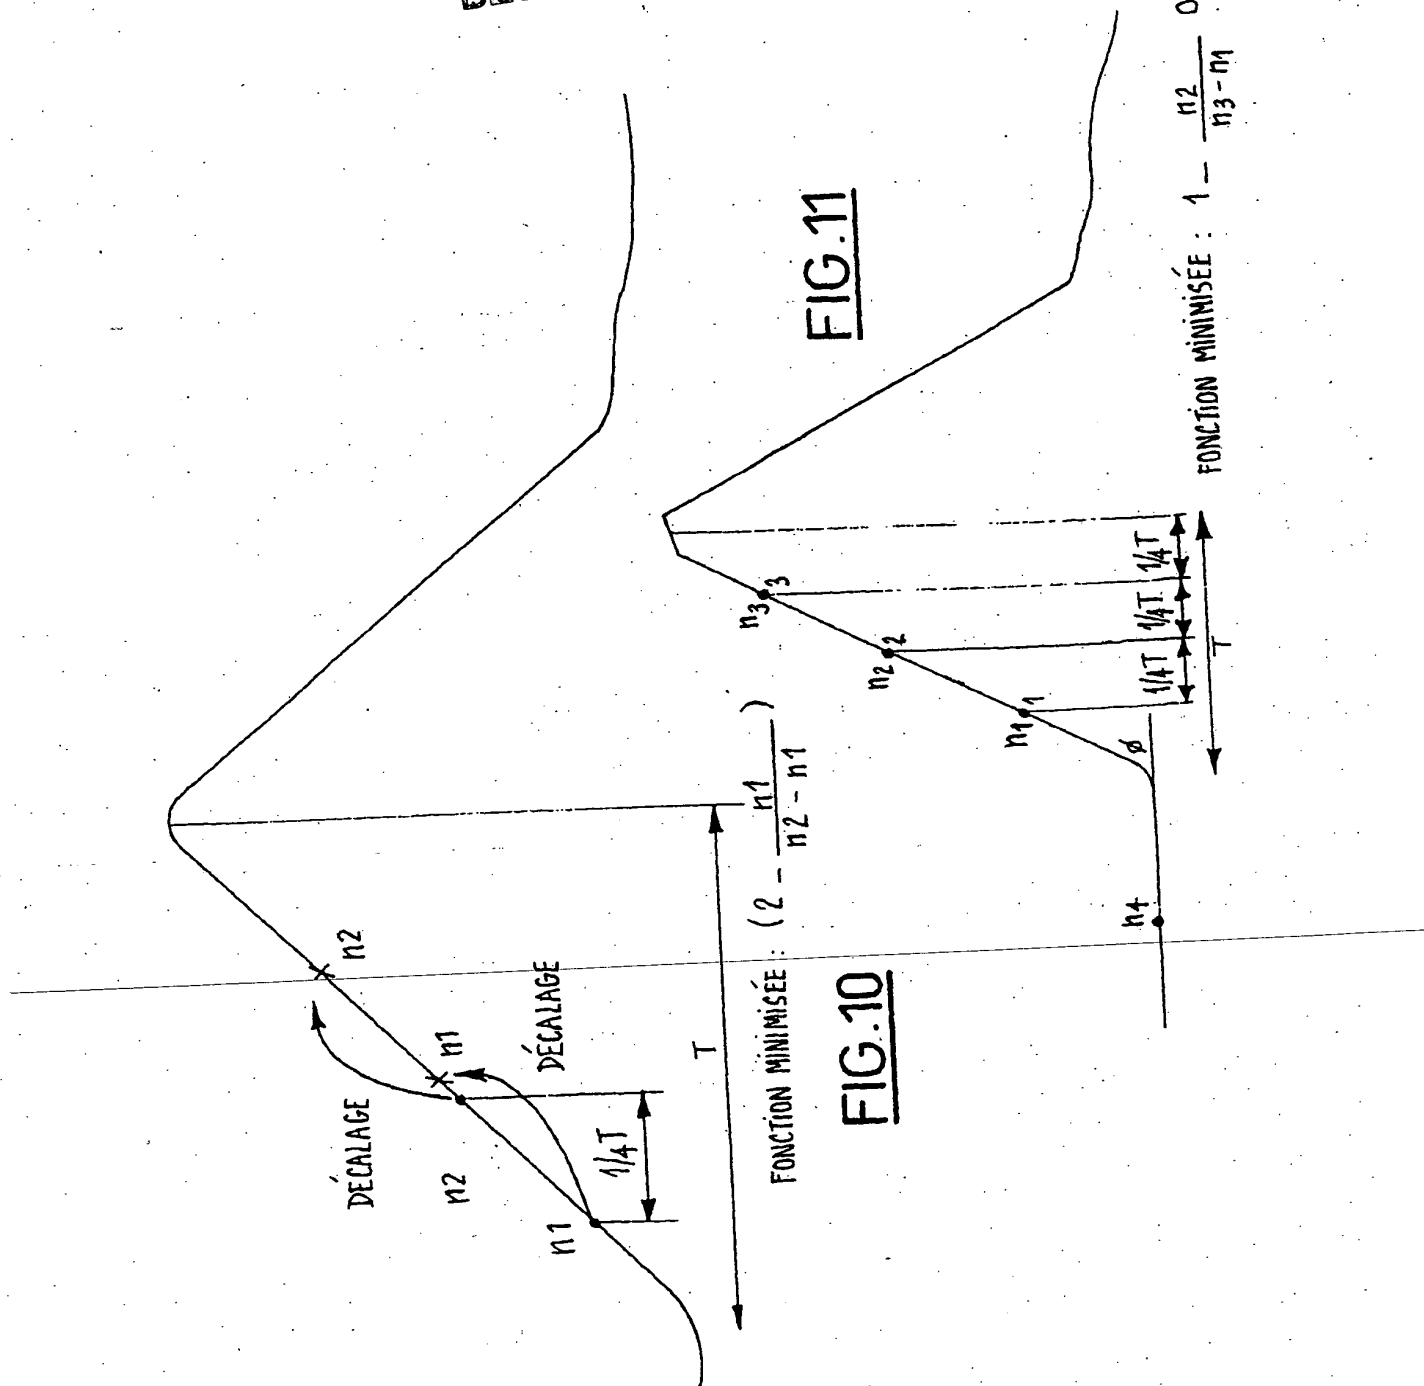 DÉCALAGE
n2
n1
n2
n1
DÉCALAGE
1/4T
T
FONCTION MINIMISÉE : (2 - n1
n2 - n1 )
FIG.10
FIG.11
n3
3
n2
2
n1
1
ø
n4
1/4T
1/4T
1/4T
T
FONCTION MINIMISÉE : 1 - n2
n3 - n1